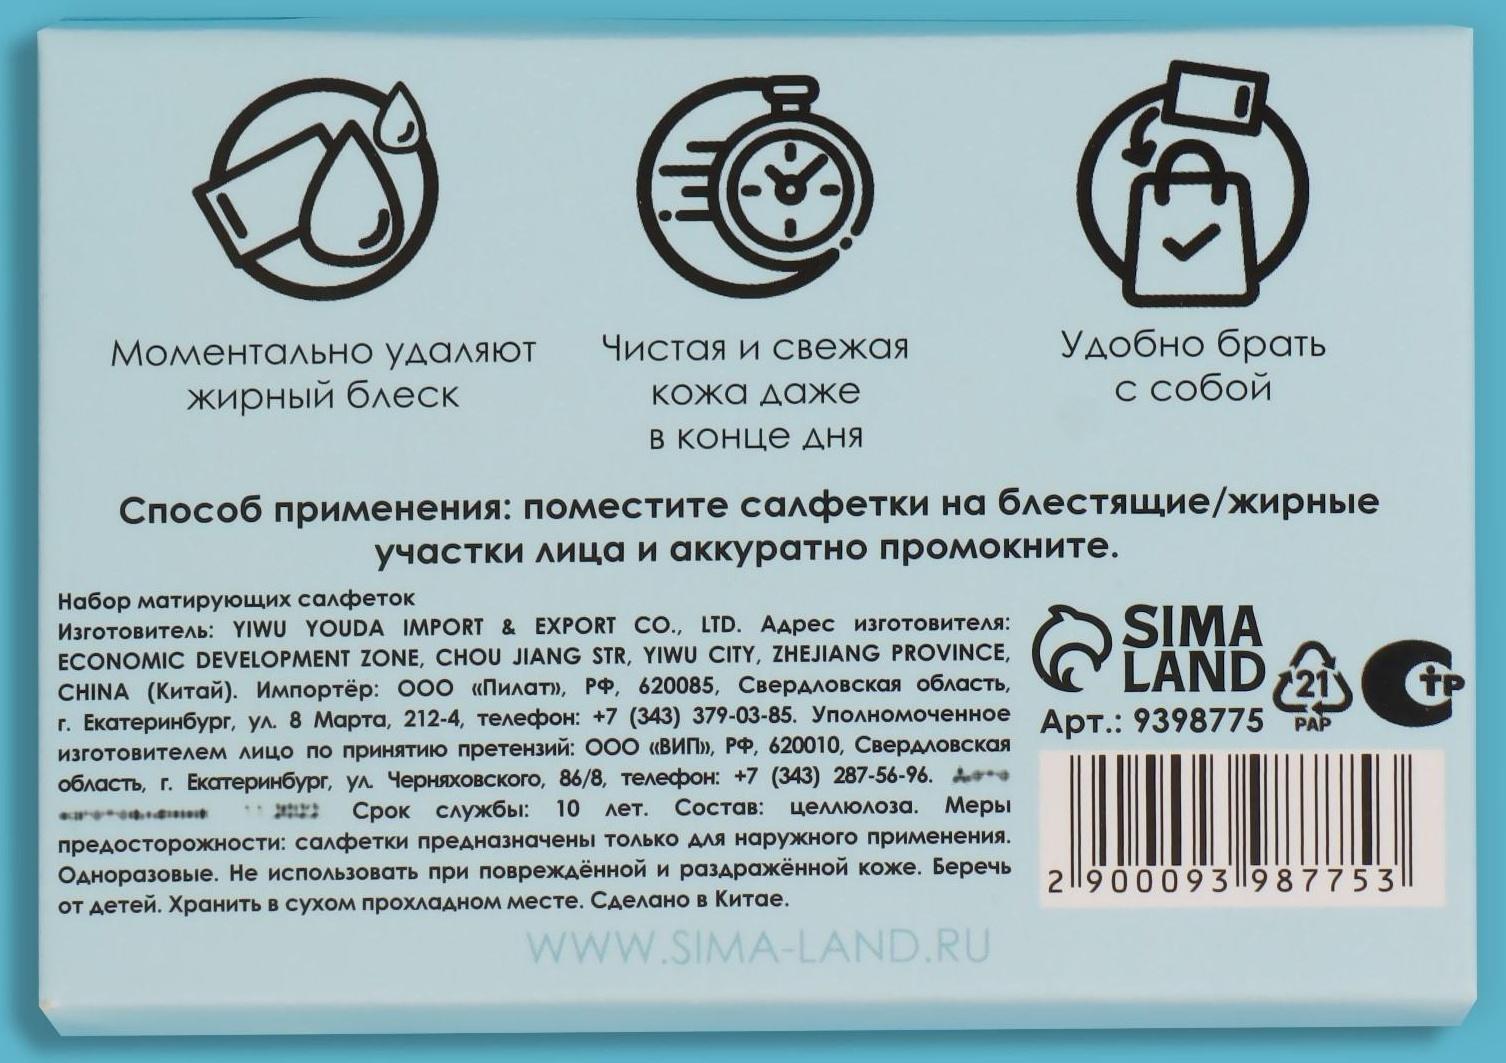 Моментально удаляют
жирный блеск
Чистая и свежая
кожа даже
в конце дня
Удобно брать
с собой
Способ применения: поместите салфетки на блестящие/жирные
участки лица и аккуратно промокните.
Набор матирующих салфеток
Изготовитель: YIWU YOUDA IMPORT & EXPORT CO., LTD. Адрес изготовителя:
ECONOMIC DEVELOPMENT ZONE, CHOU JIANG STR, YIWU CITY, ZHEJIANG PROVINCE,
CHINA (Китай). Импортёр: ООО «Пилат», РФ, 620085, Свердловская область,
г. Екатеринбург, ул. 8 Марта, 212-4, телефон: +7 (343) 379-03-85. Уполномоченное
изготовителем лицо по принятию претензий: ООО «ВИП», РФ, 620010, Свердловская
область, г. Екатеринбург, ул. Черняховского, 86/8, телефон: +7 (343) 287-56-96.
Срок службы: 10 лет. Состав: целлюлоза. Меры
предосторожности: салфетки предназначены только для наружного применения.
Одноразовые. Не использовать при повреждённой и раздражённой коже. Беречь
от детей. Хранить в сухом прохладном месте. Сделано в Китае.
SIMA
LAND
21
PAP
СТР
Арт.: 9398775
2 900093 987753
WWW.SIMA-LAND.RU